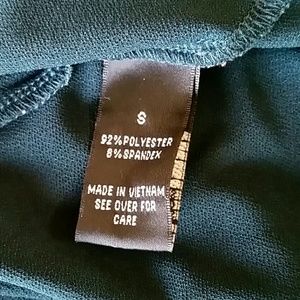 S
92%POLYESTER
8%SPANDEX
MADE IN VIETNAM
SEE OVER FOR
CARE